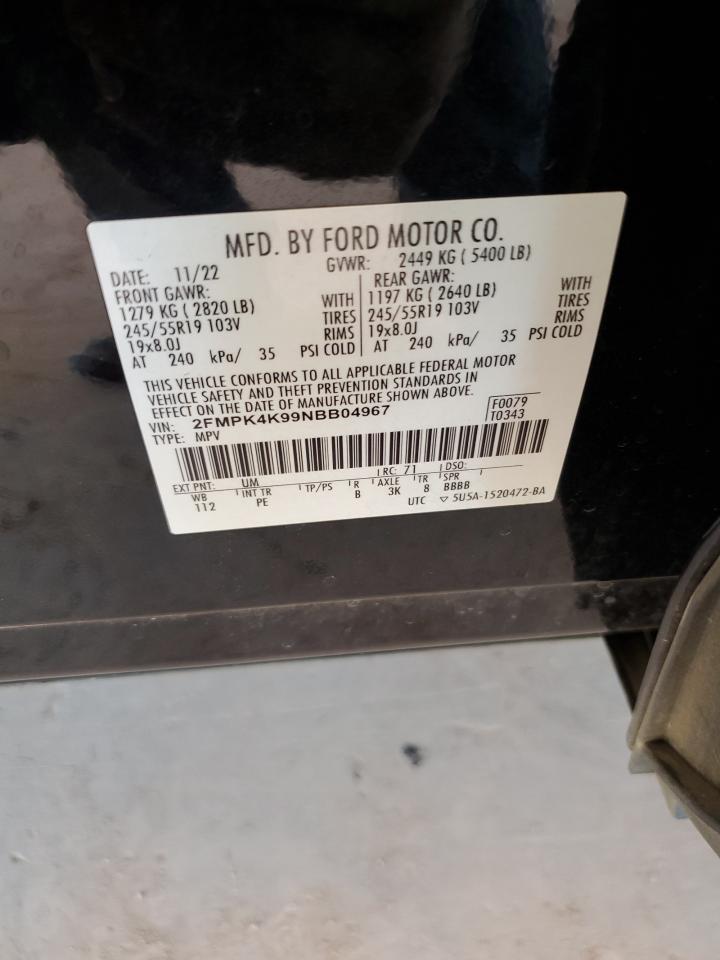 MFD. BY FORD MOTOR CO.
DATE: 11/22 GVWR: 2449 KG ( 5400 LB)
FRONT GAWR: REAR GAWR:
1279 KG ( 2820 LB) WITH 1197 KG ( 2640 LB) WITH
245/55R19 103V TIRES 245/55R19 103V TIRES
19x8.0J RIMS 19x8.0J RIMS
AT 240 kPa/ 35 PSI COLD AT 240 kPa/ 35 PSI COLD
THIS VEHICLE CONFORMS TO ALL APPLICABLE FEDERAL MOTOR
VEHICLE SAFETY AND THEFT PREVENTION STANDARDS IN
EFFECT ON THE DATE OF MANUFACTURE SHOWN ABOVE.
VIN: 2FMPK4K99NBB04967 F0079
TYPE: MPV T0343
EXT PNT: UM RC: 71 DSO:
WB INT TR TP/PS R AXLE TR SPR
112 PE B 3K 8 BBBB
UTC ▽ 5U5A-1520472-BA